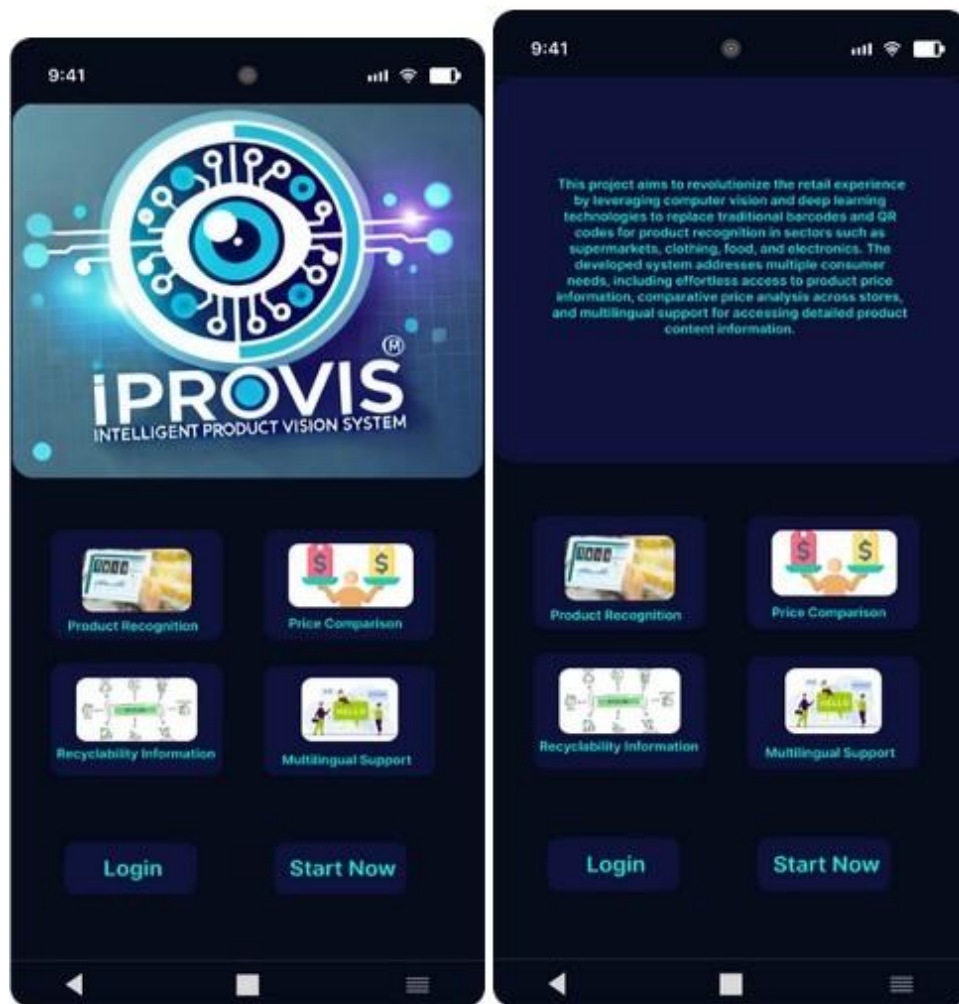 9:41
iPROVIS
M
INTELLIGENT PRODUCT VISION SYSTEM
$ $
Product Recognition
Price Comparison
HELLO
Recyclability Information
Multilingual Support
Login
Start Now
9:41
This project aims to revolutionize the retail experience
by leveraging computer vision and deep learning
technologies to replace traditional barcodes and QR
codes for product recognition in sectors such as
supermarkets, clothing, food, and electronics. The
developed system addresses multiple consumer
needs, including effortless access to product price
information, comparative price analysis across stores,
and multilingual support for accessing detailed product
content information.
$ $
Product Recognition
Price Comparison
HELLO
Recyclability Information
Multilingual Support
Login
Start Now